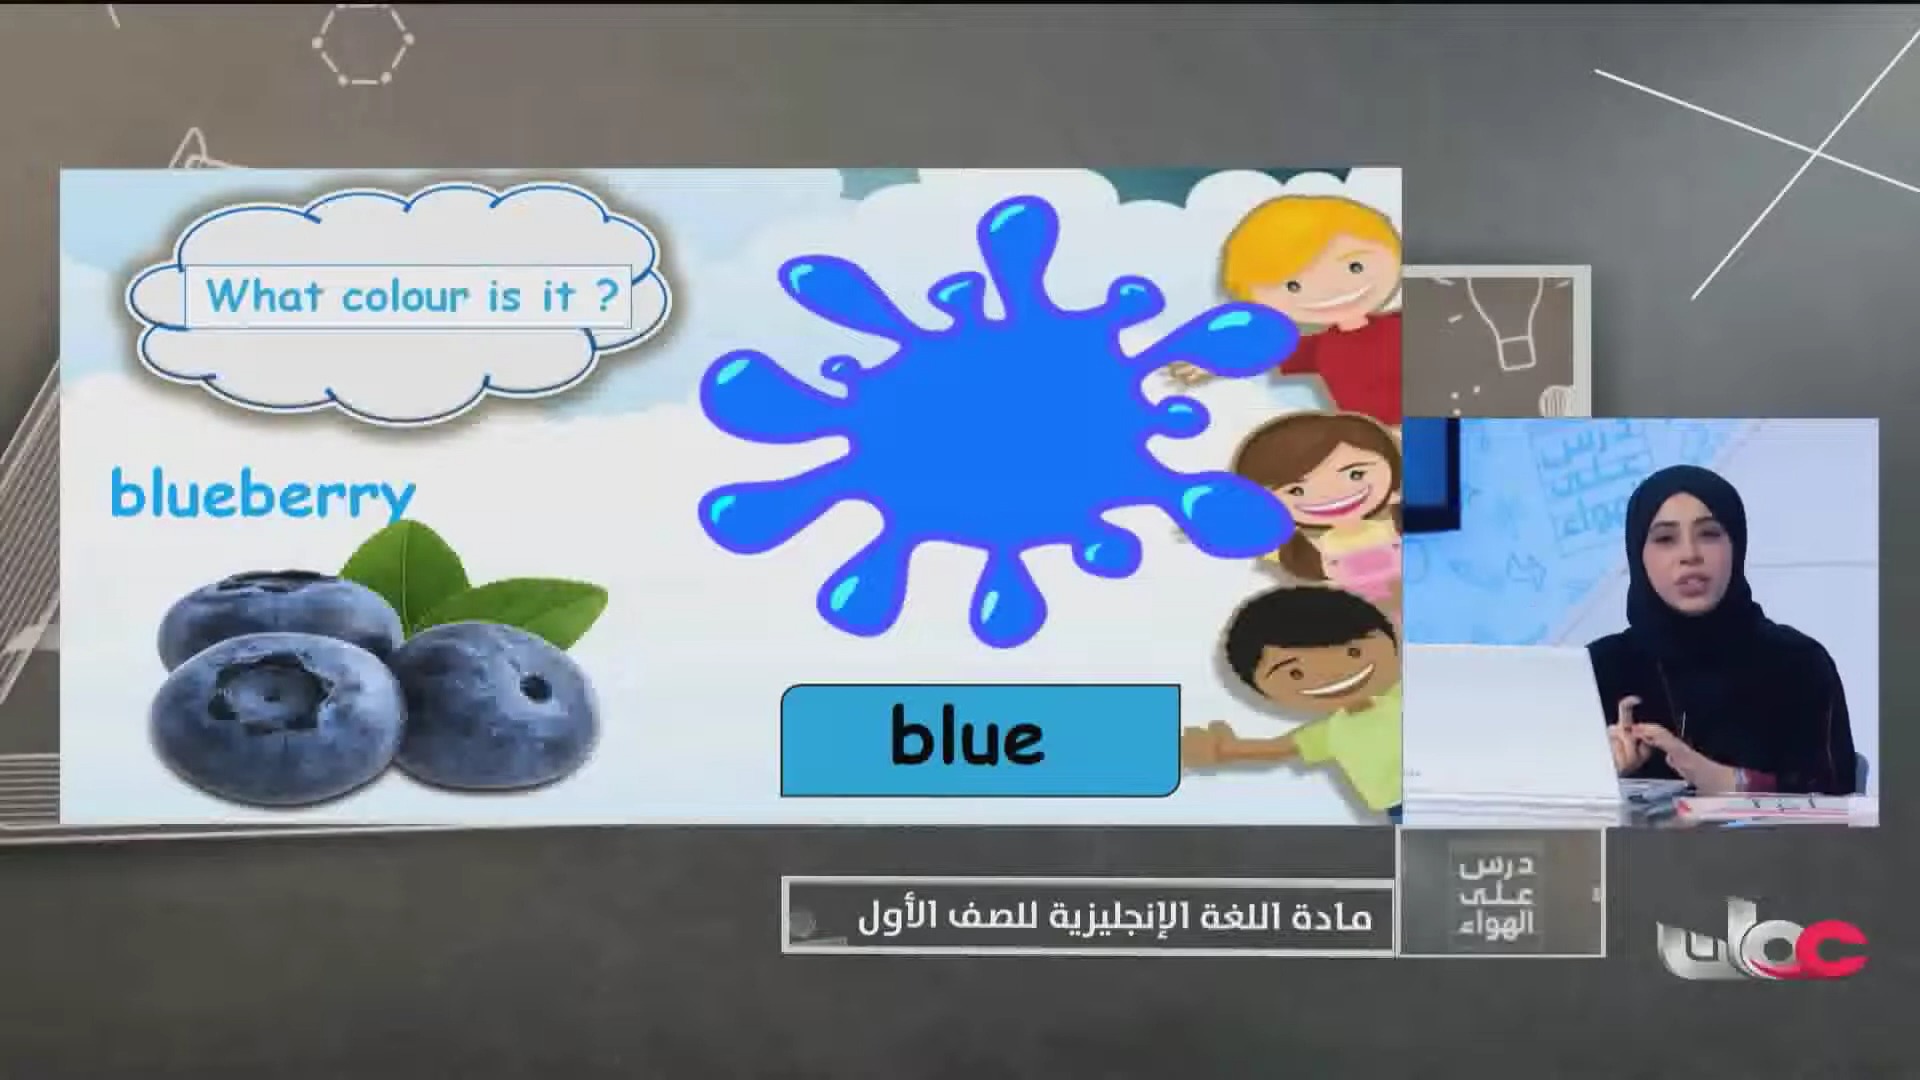 What colour is it ?
blueberry
blue
درس
على
الهواء
مادة اللغة الإنجليزية للصف الأول
درس
على
الهواء
عمان